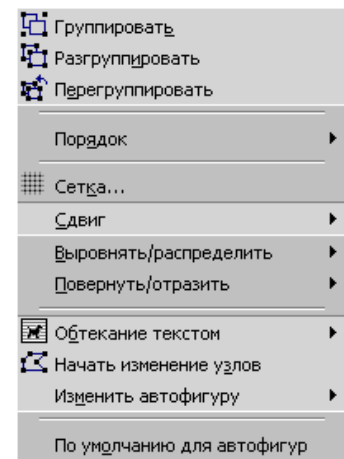 Группировать
Разгруппировать
Перегруппировать
Порядок
Сетка...
Сдвиг
Выровнять/распределить
Повернуть/отразить
Обтекание текстом
Начать изменение узлов
Изменить автофигуру
По умолчанию для автофигур